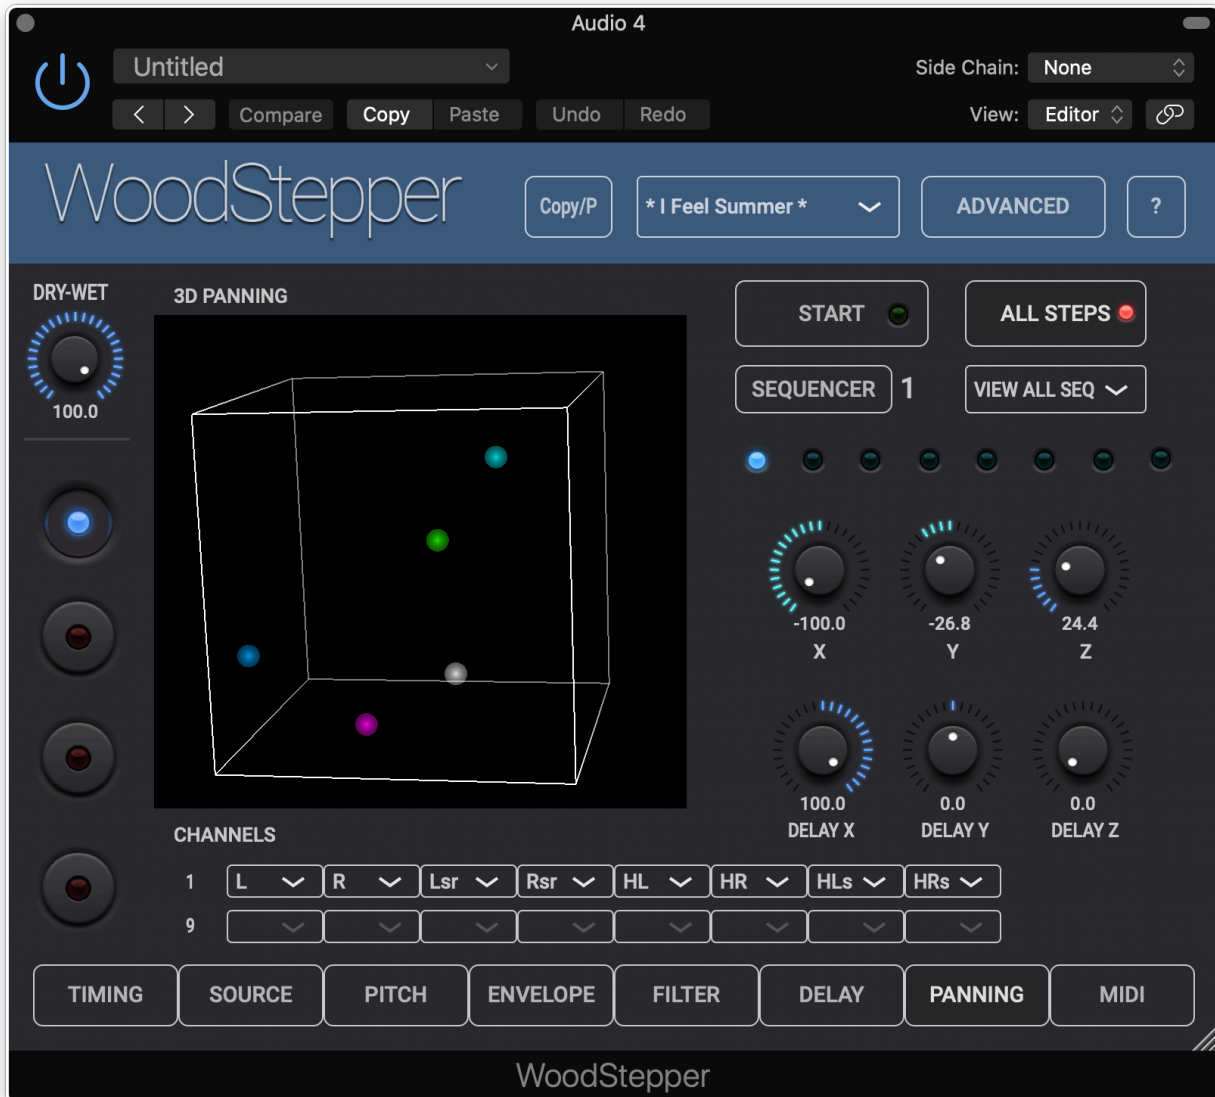 Audio 4
Untitled
Side Chain: None
Compare Copy Paste Undo Redo
View: Editor
WoodStepper
Copy/P
* I Feel Summer *
ADVANCED
?
DRY-WET
100.0
3D PANNING
START
ALL STEPS
SEQUENCER 1
VIEW ALL SEQ
-100.0 -26.8 24.4
X Y Z
100.0 0.0 0.0
DELAY X DELAY Y DELAY Z
CHANNELS
1 L R Lsr Rsr HL HR HLs HRs
9
TIMING SOURCE PITCH ENVELOPE FILTER DELAY PANNING MIDI
WoodStepper